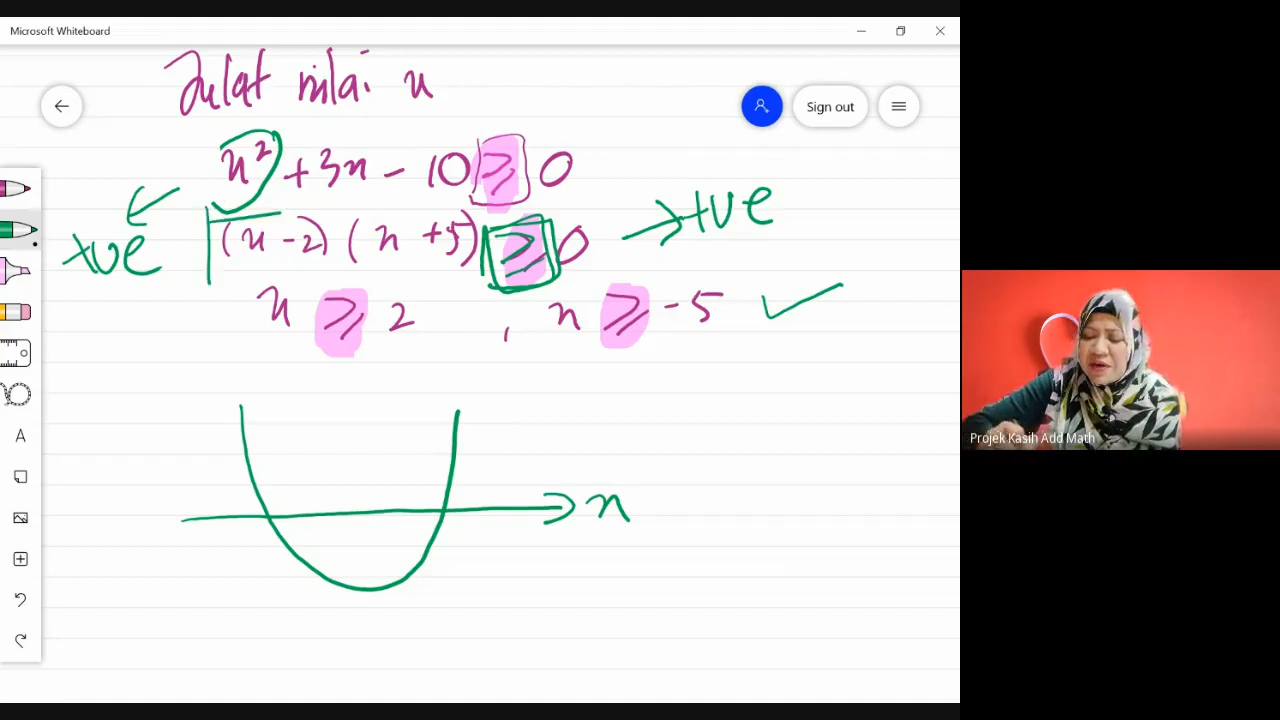 Microsoft Whiteboard
Julat nilai x
Sign out
x² + 3x - 10 ≥ 0
+ve (x - 2) (x + 5) ≥ 0 → +ve
x ≥ 2 , x ≥ -5 ✓
x
A
Projek Kasih Add Math